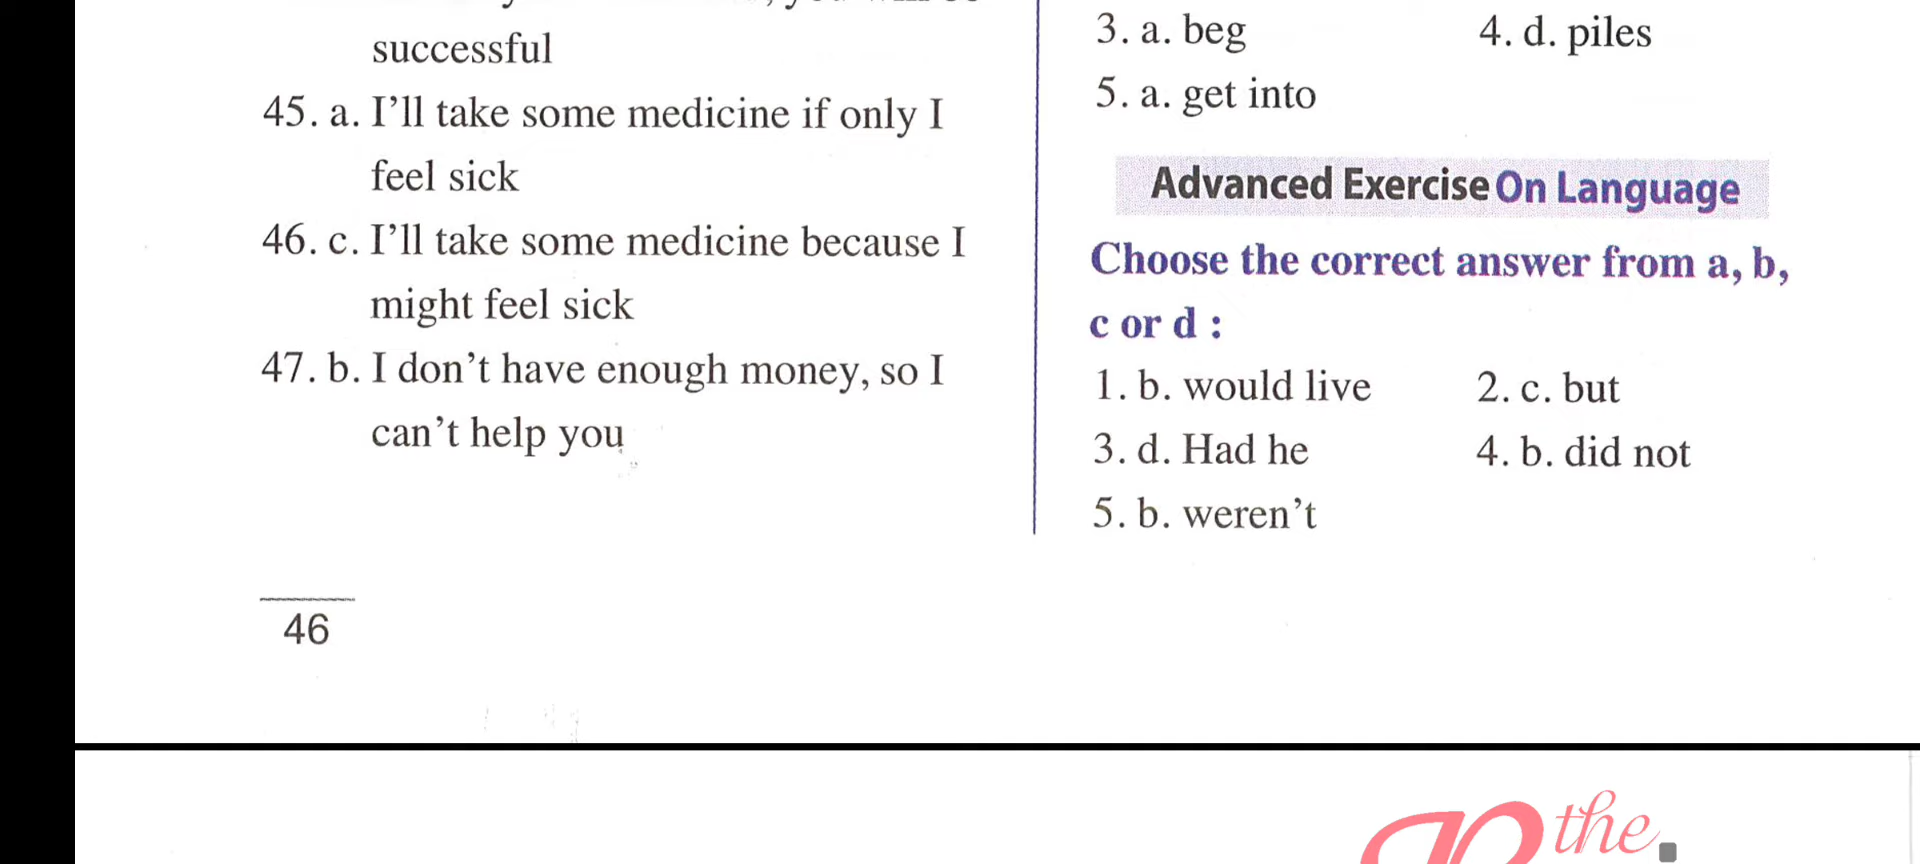 successful
45. a. I'll take some medicine if only I
feel sick
46. c. I'll take some medicine because I
might feel sick
47. b. I don't have enough money, so I
can't help you
46
3. a. beg 4. d. piles
5. a. get into
Advanced Exercise On Language
Choose the correct answer from a, b,
c or d :
1. b. would live 2. c. but
3. d. Had he 4. b. did not
5. b. weren't
the